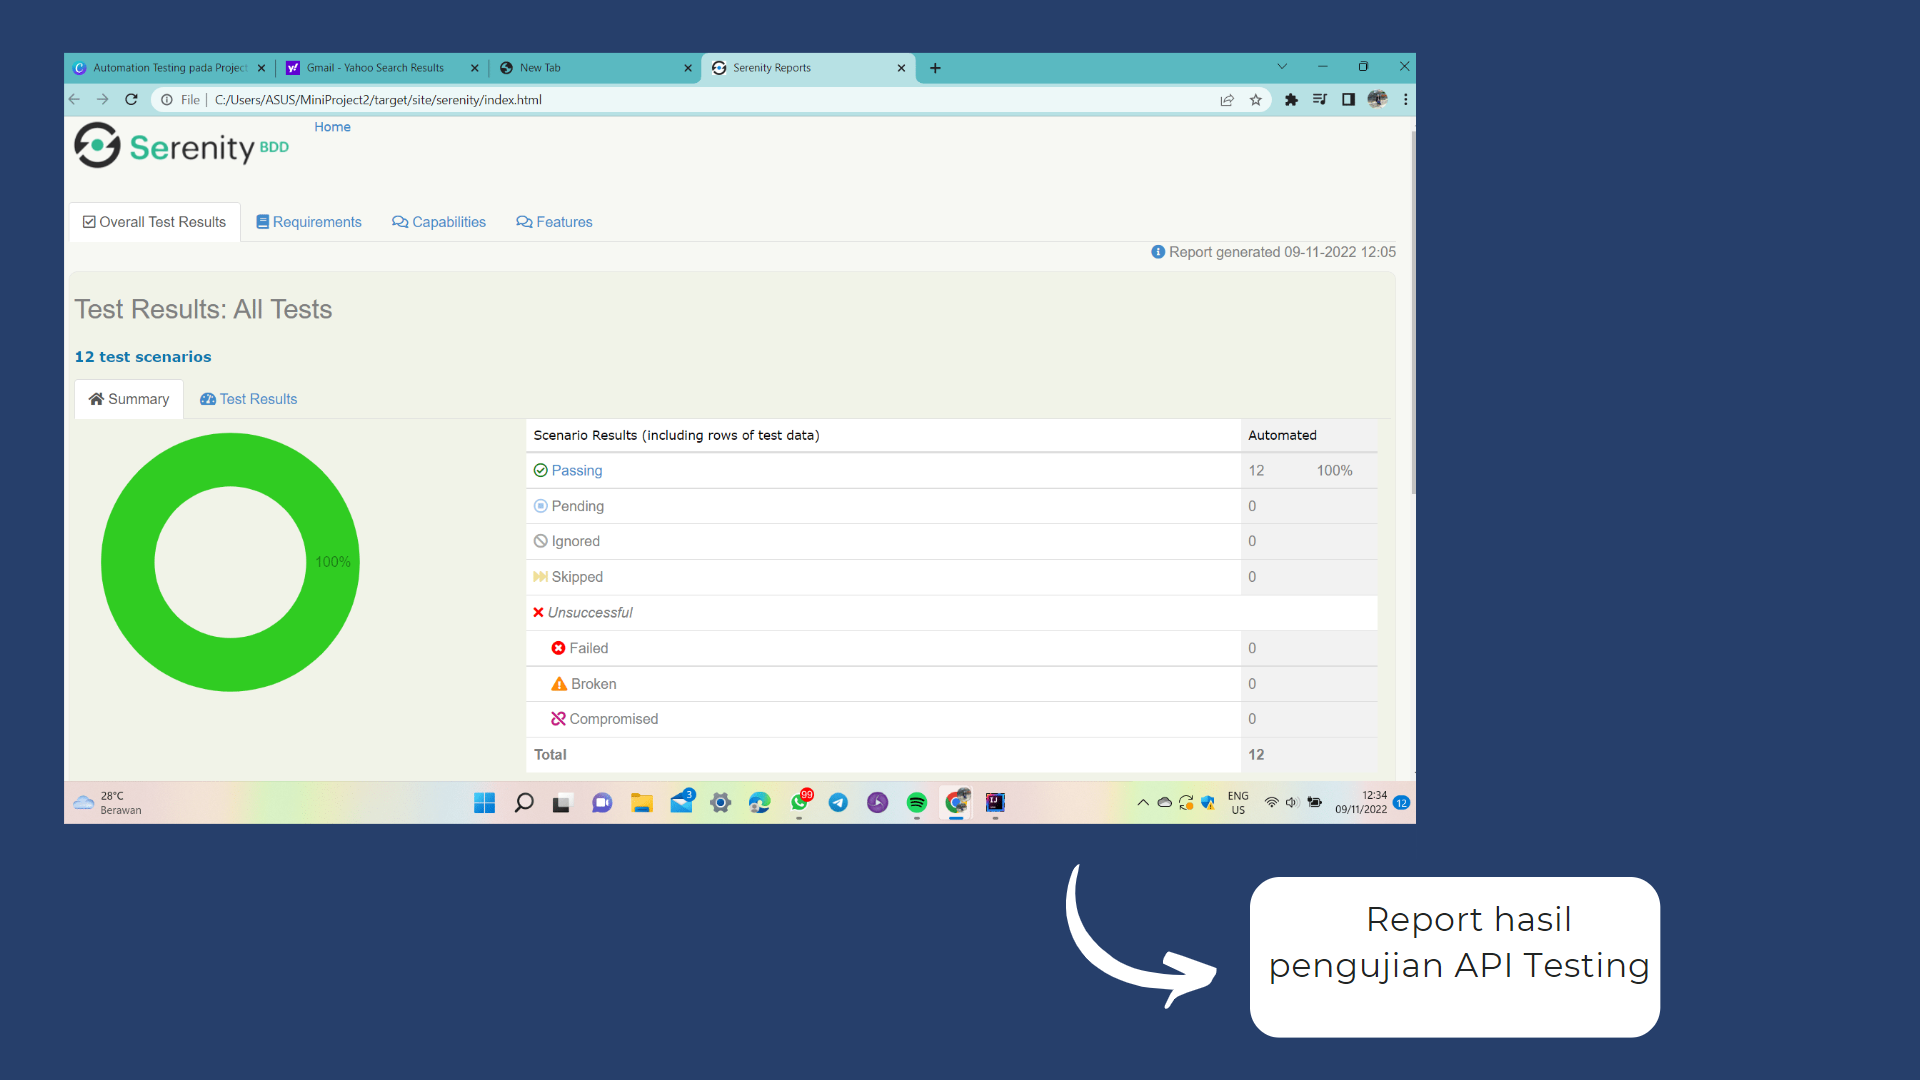 Automation Testing pada Project
Gmail - Yahoo Search Results
New Tab
Serenity Reports
File | C:/Users/ASUS/MiniProject2/target/site/serenity/index.html
Serenity BDD
Home
Overall Test Results
Requirements
Capabilities
Features
Report generated 09-11-2022 12:05
Test Results: All Tests
12 test scenarios
Summary
Test Results
100%
Scenario Results (including rows of test data) Automated
Passing 12 100%
Pending 0
Ignored 0
Skipped 0
Unsuccessful
Failed 0
Broken 0
Compromised 0
Total 12
28°C
Berawan
3
99
ENG
US
12:34
09/11/2022
12
Report hasil
pengujian API Testing